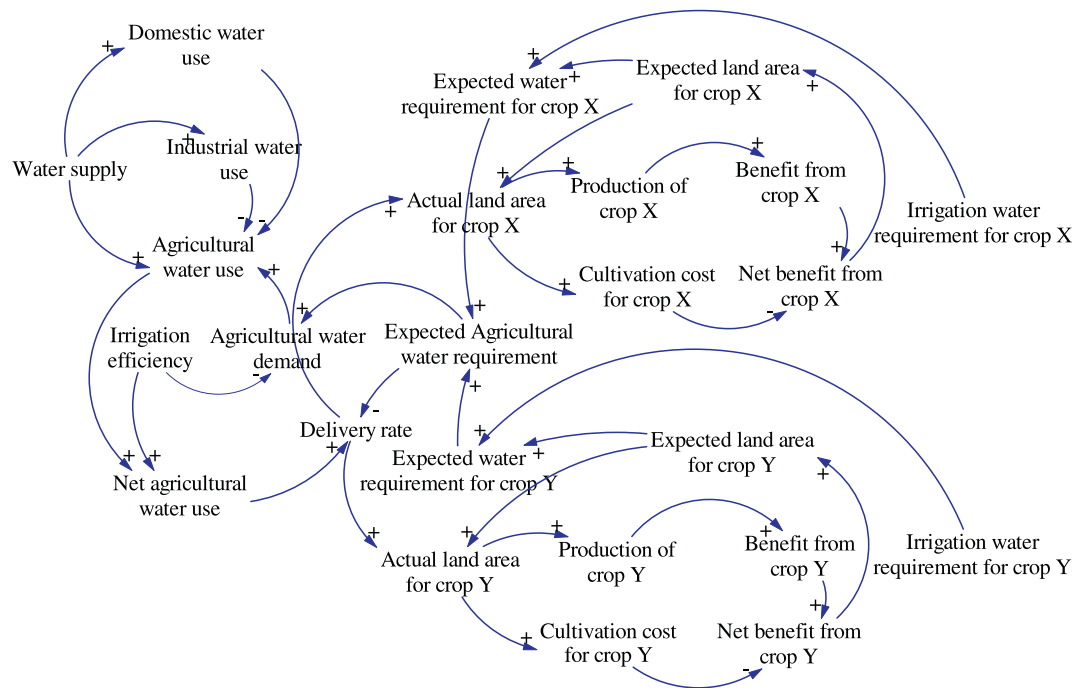 Domestic water
use
+
Industrial water
use
+
Water supply
Agricultural
water use
+
-
-
+
Irrigation
efficiency
Agricultural water
demand
+
-
Net agricultural
water use
+
+
Delivery rate
+
-
Expected Agricultural
water requirement
+
+
Expected water
requirement for crop X
+
+
Expected land area
for crop X
+
Actual land area
for crop X
+
+
Production of
crop X
+
Benefit from
crop X
+
Cultivation cost
for crop X
+
Net benefit from
crop X
+
-
Irrigation water
requirement for crop X
Expected water
requirement for crop Y
+
+
Expected land area
for crop Y
+
Actual land area
for crop Y
+
+
Production of
crop Y
+
Benefit from
crop Y
+
Cultivation cost
for crop Y
+
Net benefit from
crop Y
+
-
Irrigation water
requirement for crop Y